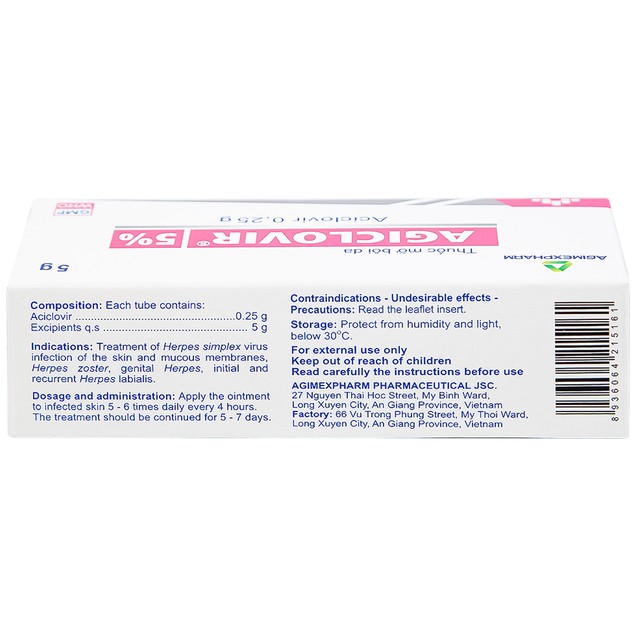 AGIMEXPHARM
Thuốc mỡ bôi da
AGICLOVIR® 5%
Aciclovir 0,25 g
GMP
WHO
5 g
Composition: Each tube contains:
Aciclovir ......................................................0.25 g
Excipients q.s ................................................ 5 g
Indications: Treatment of Herpes simplex virus
infection of the skin and mucous membranes,
Herpes zoster, genital Herpes, initial and
recurrent Herpes labialis.
Dosage and administration: Apply the ointment
to infected skin 5 - 6 times daily every 4 hours.
The treatment should be continued for 5 - 7 days.
Contraindications - Undesirable effects -
Precautions: Read the leaflet insert.
Storage: Protect from humidity and light,
below 30°C.
For external use only
Keep out of reach of children
Read carefully the instructions before use
AGIMEXPHARM PHARMACEUTICAL JSC.
27 Nguyen Thai Hoc Street, My Binh Ward,
Long Xuyen City, An Giang Province, Vietnam
Factory: 66 Vu Trong Phung Street, My Thoi Ward,
Long Xuyen City, An Giang Province, Vietnam
8 936064 215161